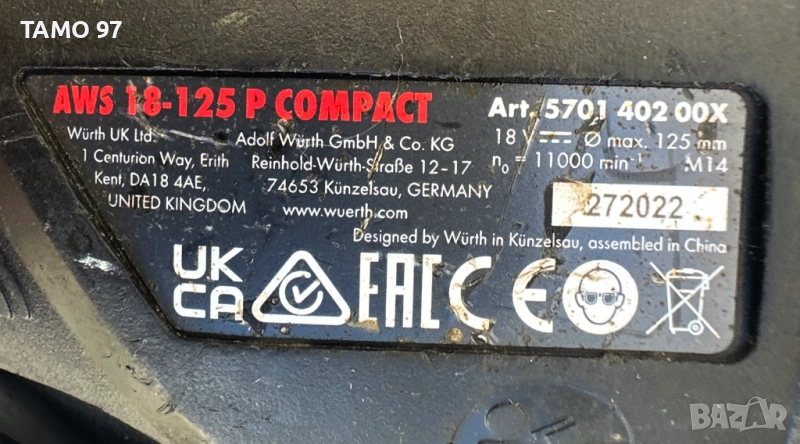 TAMO 97
AWS 18-125 P COMPACT
Art. 5701 402 00X
Würth UK Ltd.
1 Centurion Way, Erith
Kent, DA18 4AE,
UNITED KINGDOM
Adolf Würth GmbH & Co. KG
Reinhold-Würth-Straße 12-17
74653 Künzelsau, GERMANY
www.wuerth.com
18 V ⎓ Ø max. 125 mm
n₀ = 11000 min⁻¹ M14
272022
Designed by Würth in Künzelsau, assembled in China
UK
CA
EAC CE
BAZAR